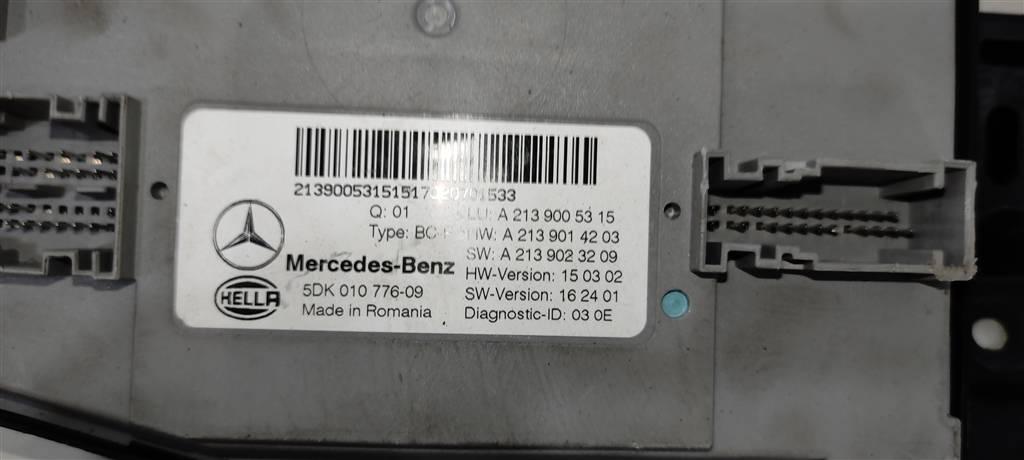 Q: 01 LU: A 213 900 53 15
Type: HW: A 213 901 42 03
SW: A 213 902 32 09
Mercedes-Benz HW-Version: 15 03 02
HELLA 5DK 010 776-09 SW-Version: 16 24 01
Made in Romania Diagnostic-ID: 03 0E